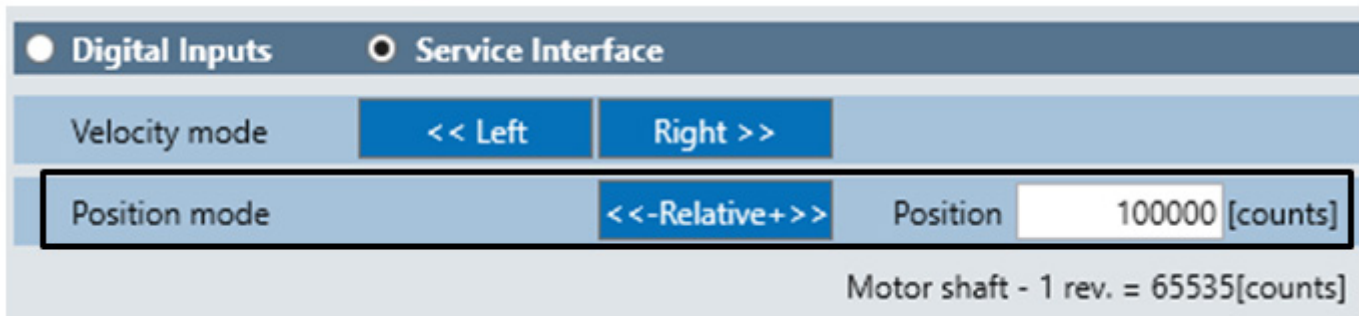 Digital Inputs Service Interface
Velocity mode << Left Right >>
Position mode <<-Relative+>> Position 100000 [counts]
Motor shaft - 1 rev. = 65535[counts]